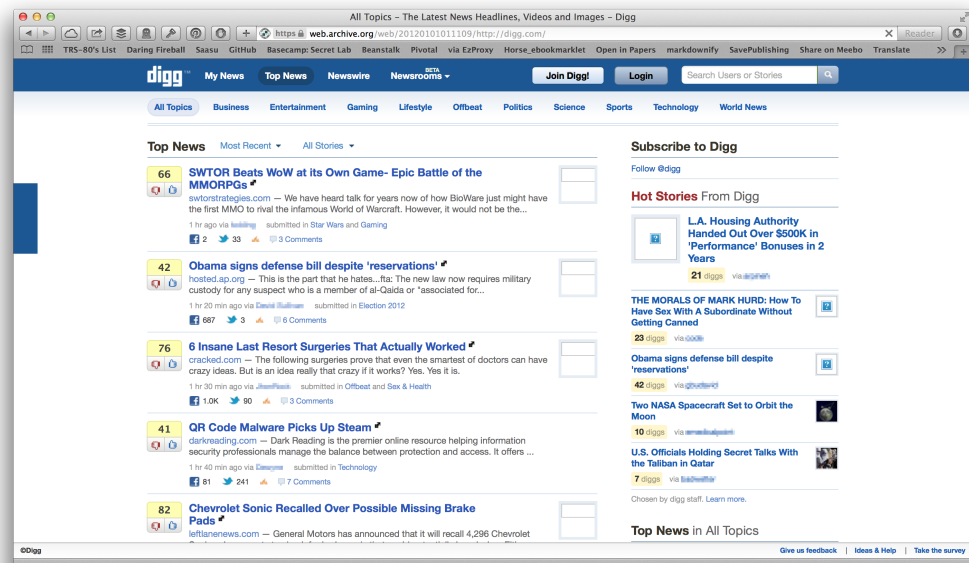 All Topics – The Latest News Headlines, Videos and Images – Digg
https web.archive.org/web/20120101011109/http://digg.com/
Reader
TRS-80's List Daring Fireball Saasu GitHub Basecamp: Secret Lab Beanstalk Pivotal via EzProxy Horse_ebookmarklet Open in Papers markdownify SavePublishing Share on Meebo Translate
digg My News Top News Newswire Newsrooms BETA Join Digg! Login Search Users or Stories
All Topics Business Entertainment Gaming Lifestyle Offbeat Politics Science Sports Technology World News
Top News Most Recent All Stories
66
SWTOR Beats WoW at its Own Game- Epic Battle of the
MMORPGs
swtorstrategies.com — We have heard talk for years now of how BioWare just might have
the first MMO to rival the infamous World of Warcraft. However, it would not be the...
1 hr ago via submitted in Star Wars and Gaming
2 33 3 Comments
42
Obama signs defense bill despite 'reservations'
hosted.ap.org — This is the part that he hates...fta: The new law now requires military
custody for any suspect who is a member of al-Qaida or "associated for...
1 hr 20 min ago via submitted in Election 2012
687 3 6 Comments
76
6 Insane Last Resort Surgeries That Actually Worked
cracked.com — The following surgeries prove that even the smartest of doctors can have
crazy ideas. But is an idea really that crazy if it works? Yes. Yes it is.
1 hr 30 min ago via submitted in Offbeat and Sex & Health
1.0K 90 3 Comments
41
QR Code Malware Picks Up Steam
darkreading.com — Dark Reading is the premier online resource helping information
security professionals manage the balance between protection and access. It offers ...
1 hr 40 min ago via submitted in Technology
81 241 7 Comments
82
Chevrolet Sonic Recalled Over Possible Missing Brake
Pads
leftlanenews.com — General Motors has announced that it will recall 4,296 Chevrolet
Subscribe to Digg
Follow @digg
Hot Stories From Digg
L.A. Housing Authority
Handed Out Over $500K in
'Performance' Bonuses in 2
Years
21 diggs via
THE MORALS OF MARK HURD: How To
Have Sex With A Subordinate Without
Getting Canned
23 diggs via
Obama signs defense bill despite
'reservations'
42 diggs via
Two NASA Spacecraft Set to Orbit the
Moon
10 diggs via
U.S. Officials Holding Secret Talks With
the Taliban in Qatar
7 diggs via
Chosen by digg staff. Learn more.
Top News in All Topics
©Digg Give us feedback | Ideas & Help | Take the survey